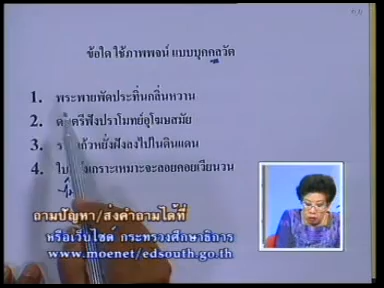 ข้อใด ใช้ภาพพจน์ แบบบุคคลวัต
1. พระพายพัดประทิ่นกลิ่นหวาน
2. ตรีฟังปราโมทย์อุโฆษสมัย
3. แก้วหยั่งฝังลงไปในดินแดน
4. เกราะเหมาะจะลอยคอยเวียนวน
ถามปัญหา/ส่งคำถามได้ที่
หรือเว็บไซต์ กระทรวงศึกษาธิการ
www.moenet/edsouth.go.th